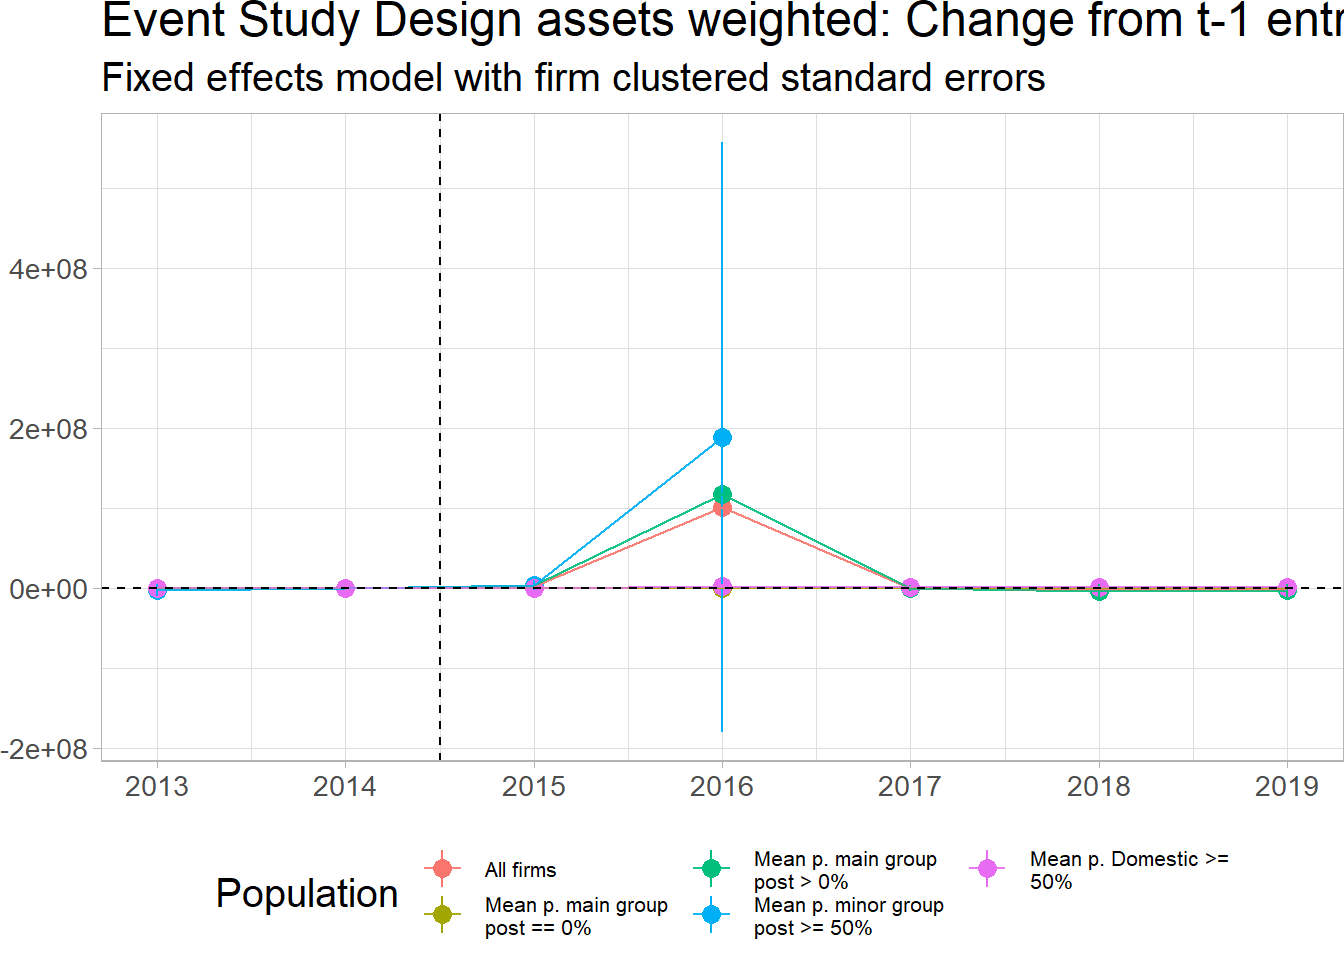 Event Study Design assets weighted: Change from t-1 entr
Fixed effects model with firm clustered standard errors
4e+08
2e+08
0e+00
-2e+08
2013 2014 2015 2016 2017 2018 2019
Population
All firms
Mean p. main group
post == 0%
Mean p. main group
post > 0%
Mean p. minor group
post >= 50%
Mean p. Domestic >=
50%